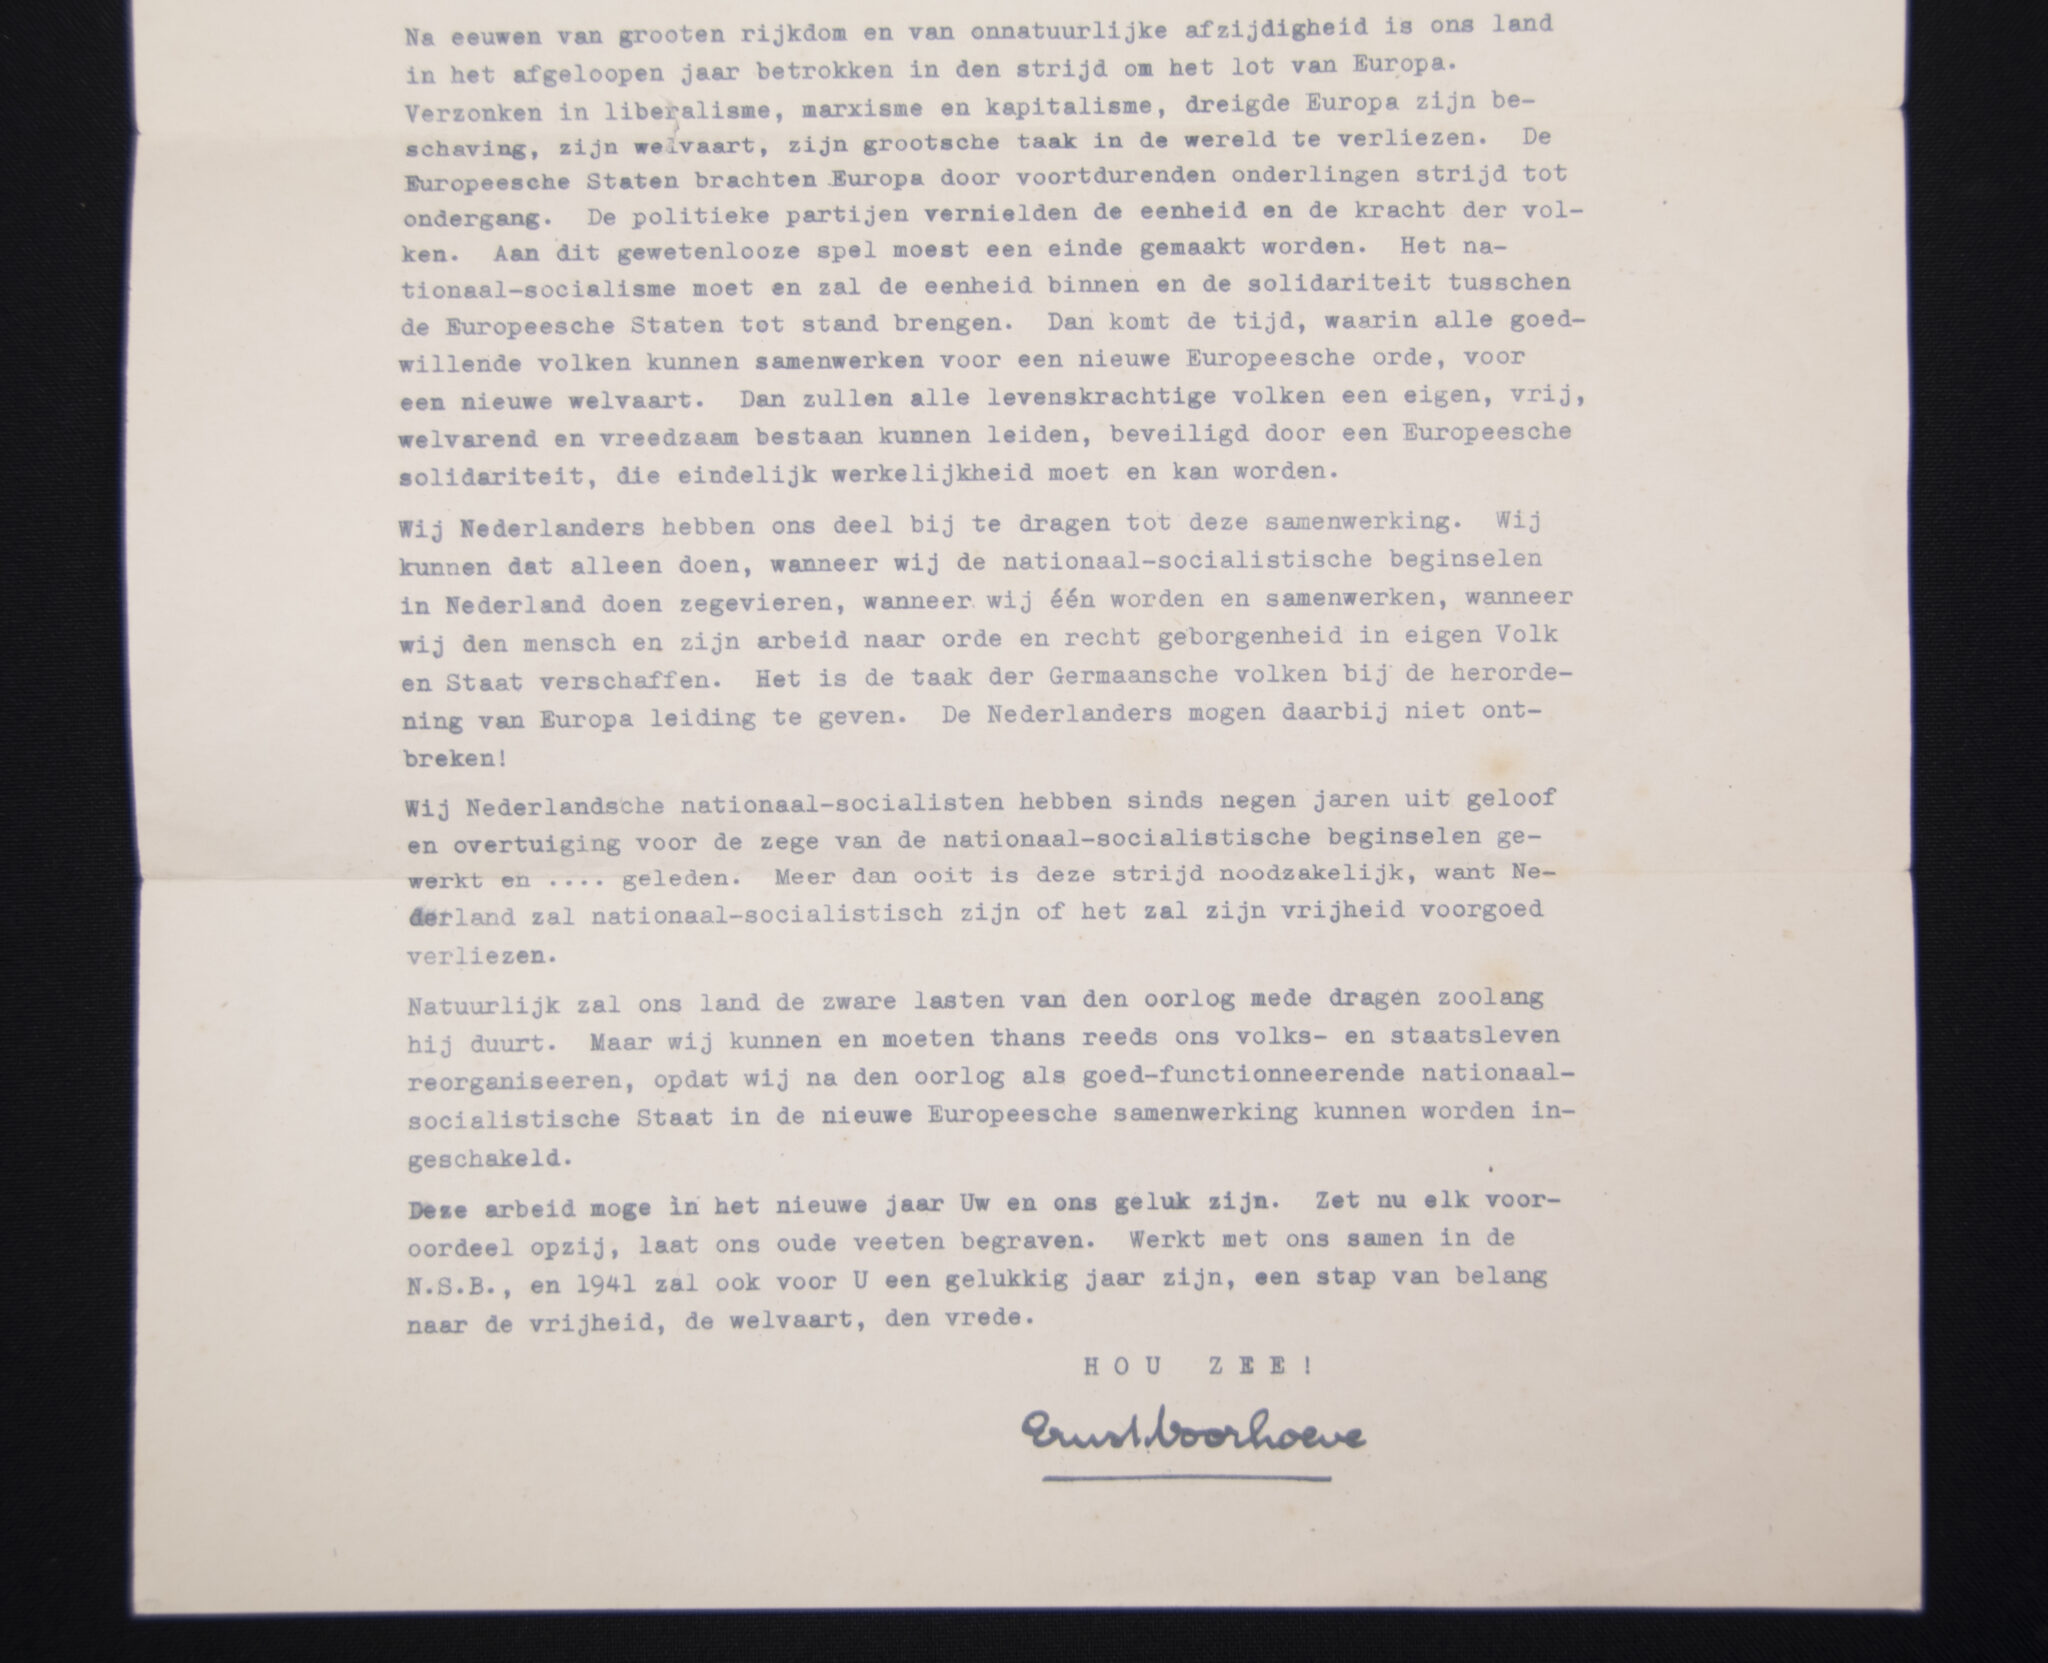 Na eeuwen van grooten rijkdom en van onnatuurlijke afzijdigheid is ons land
in het afgeloopen jaar betrokken in den strijd om het lot van Europa.
Verzonken in liberalisme, marxisme en kapitalisme, dreigde Europa zijn be-
schaving, zijn welvaart, zijn grootsche taak in de wereld te verliezen. De
Europeesche Staten brachten Europa door voortdurenden onderlingen strijd tot
ondergang. De politieke partijen vernielden de eenheid en de kracht der vol-
ken. Aan dit gewetenlooze spel moest een einde gemaakt worden. Het na-
tionaal-socialisme moet en zal de eenheid binnen en de solidariteit tusschen
de Europeesche Staten tot stand brengen. Dan komt de tijd, waarin alle goed-
willende volken kunnen samenwerken voor een nieuwe Europeesche orde, voor
een nieuwe welvaart. Dan zullen alle levenskrachtige volken een eigen, vrij,
welvarend en vreedzaam bestaan kunnen leiden, beveiligd door een Europeesche
solidariteit, die eindelijk werkelijkheid moet en kan worden.
Wij Nederlanders hebben ons deel bij te dragen tot deze samenwerking. Wij
kunnen dat alleen doen, wanneer wij de nationaal-socialistische beginselen
in Nederland doen zegevieren, wanneer wij één worden en samenwerken, wanneer
wij den mensch en zijn arbeid naar orde en recht geborgenheid in eigen Volk
en Staat verschaffen. Het is de taak der Germaansche volken bij de herorde-
ning van Europa leiding te geven. De Nederlanders mogen daarbij niet ont-
breken!
Wij Nederlandsche nationaal-socialisten hebben sinds negen jaren uit geloof
en overtuiging voor de zege van de nationaal-socialistische beginselen ge-
werkt en .... geleden. Meer dan ooit is deze strijd noodzakelijk, want Ne-
derland zal nationaal-socialistisch zijn of het zal zijn vrijheid voorgoed
verliezen.
Natuurlijk zal ons land de zware lasten van den oorlog mede dragen zoolang
hij duurt. Maar wij kunnen en moeten thans reeds ons volks- en staatsleven
reorganiseeren, opdat wij na den oorlog als goed-functionneerende nationaal-
socialistische Staat in de nieuwe Europeesche samenwerking kunnen worden in-
geschakeld.
Deze arbeid moge in het nieuwe jaar Uw en ons geluk zijn. Zet nu elk voor-
oordeel opzij, laat ons oude veeten begraven. Werkt met ons samen in de
N.S.B., en 1941 zal ook voor U een gelukkig jaar zijn, een stap van belang
naar de vrijheid, de welvaart, den vrede.
H O U  Z E E !
Ernst Voorhoeve